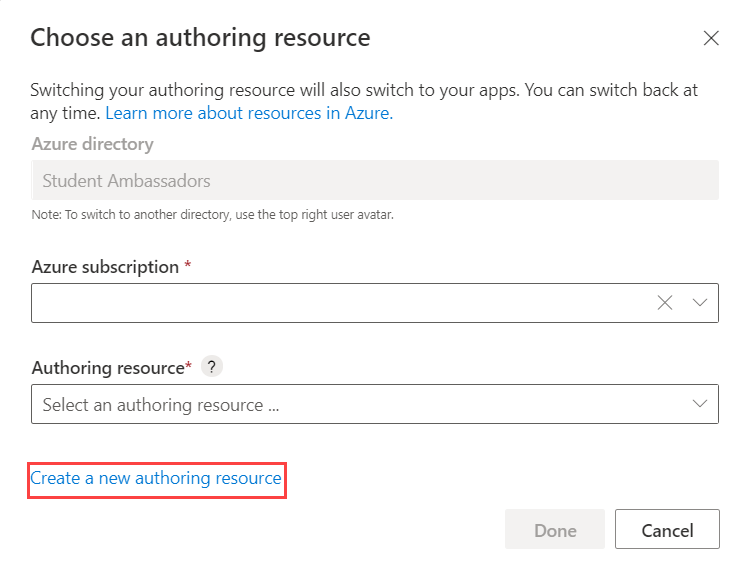 Choose an authoring resource
Switching your authoring resource will also switch to your apps. You can switch back at
any time. Learn more about resources in Azure.
Azure directory
Student Ambassadors
Note: To switch to another directory, use the top right user avatar.
Azure subscription *
Authoring resource* ?
Select an authoring resource ...
Create a new authoring resource
Done Cancel